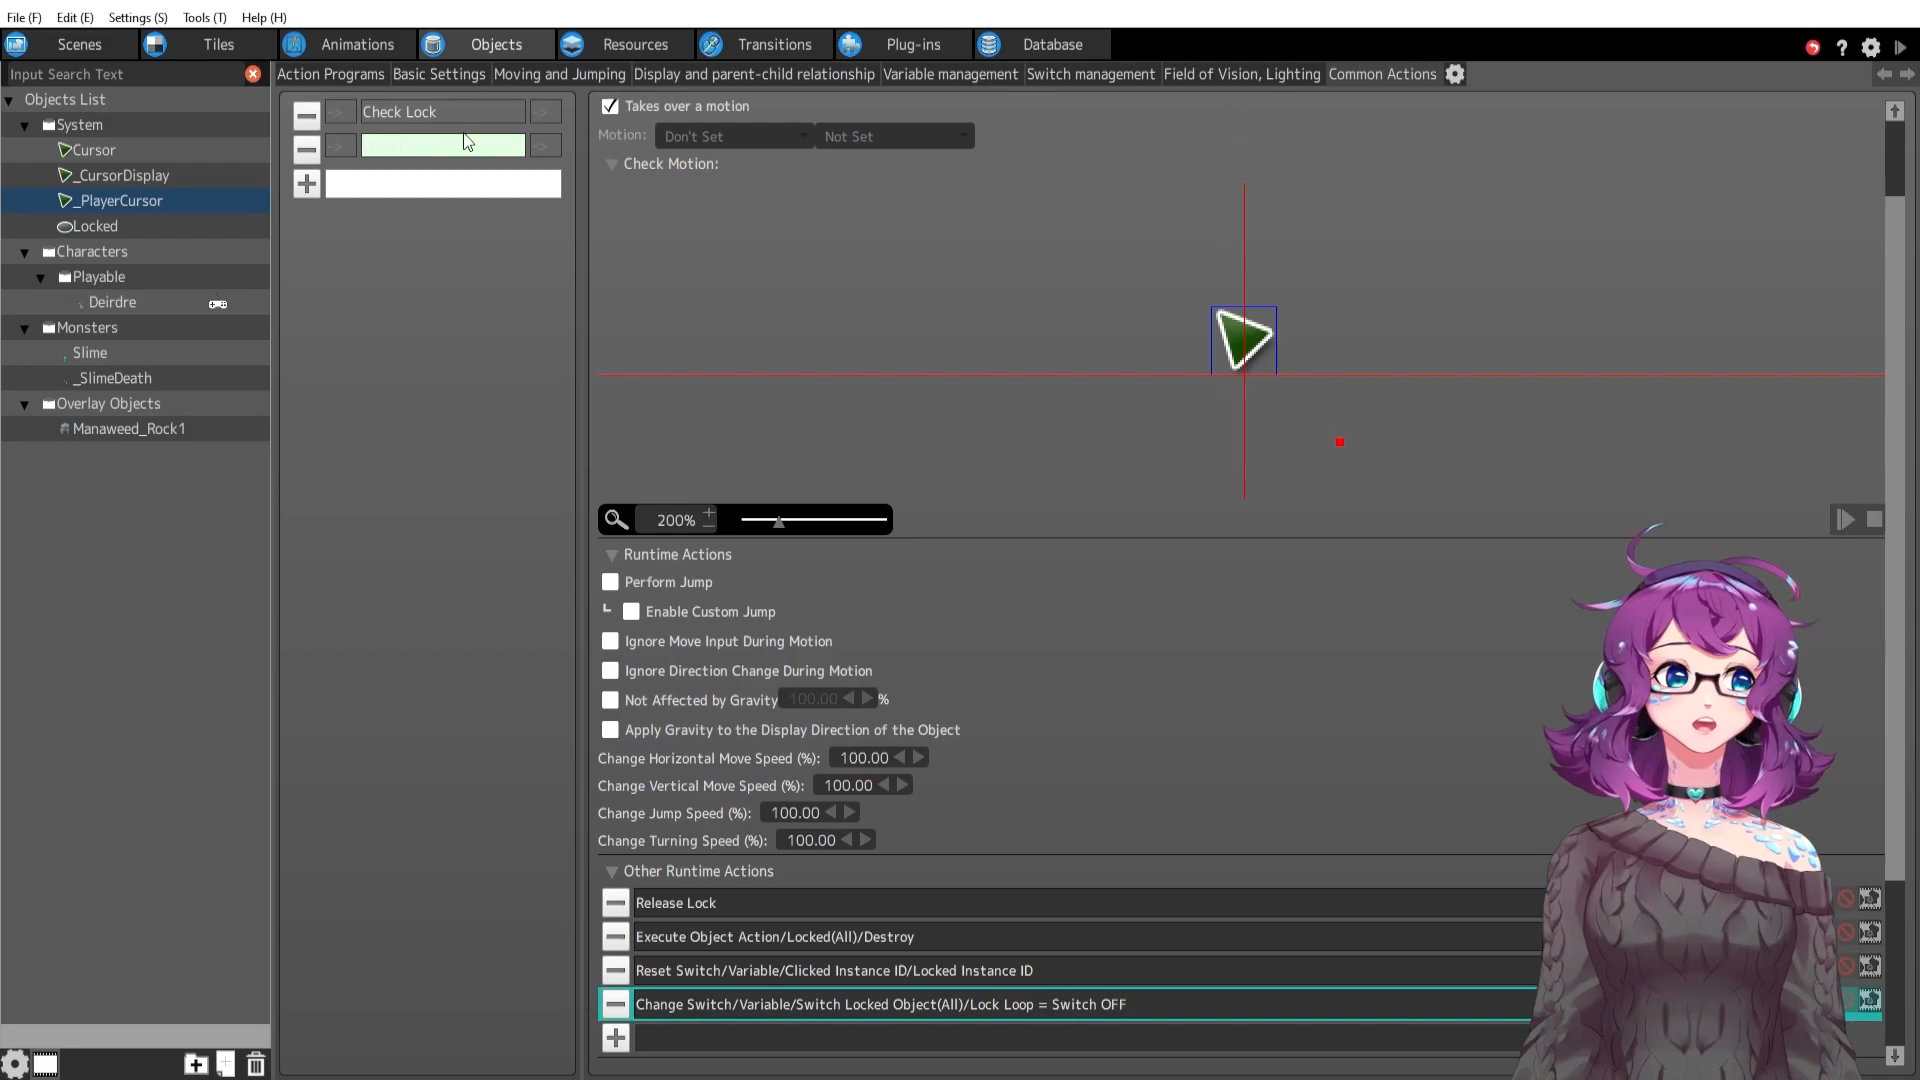 File (F) Edit (E) Settings (S) Tools (T) Help (H)
Scenes Tiles Animations Objects Resources Transitions Plug-ins Database ?
Input Search Text
Action Programs Basic Settings Moving and Jumping Display and parent-child relationship Variable management Switch management Field of Vision, Lighting Common Actions
Objects List
System
Cursor
_CursorDisplay
_PlayerCursor
Locked
Characters
Playable
Deirdre
Monsters
Slime
_SlimeDeath
Overlay Objects
Manaweed_Rock1
-> Check Lock ->
-> ->
Takes over a motion
Motion: Don't Set Not Set
Check Motion:
200%
Runtime Actions
Perform Jump
Enable Custom Jump
Ignore Move Input During Motion
Ignore Direction Change During Motion
Not Affected by Gravity 100.00 %
Apply Gravity to the Display Direction of the Object
Change Horizontal Move Speed (%): 100.00
Change Vertical Move Speed (%): 100.00
Change Jump Speed (%): 100.00
Change Turning Speed (%): 100.00
Other Runtime Actions
Release Lock
Execute Object Action/Locked(All)/Destroy
Reset Switch/Variable/Clicked Instance ID/Locked Instance ID
Change Switch/Variable/Switch Locked Object(All)/Lock Loop = Switch OFF